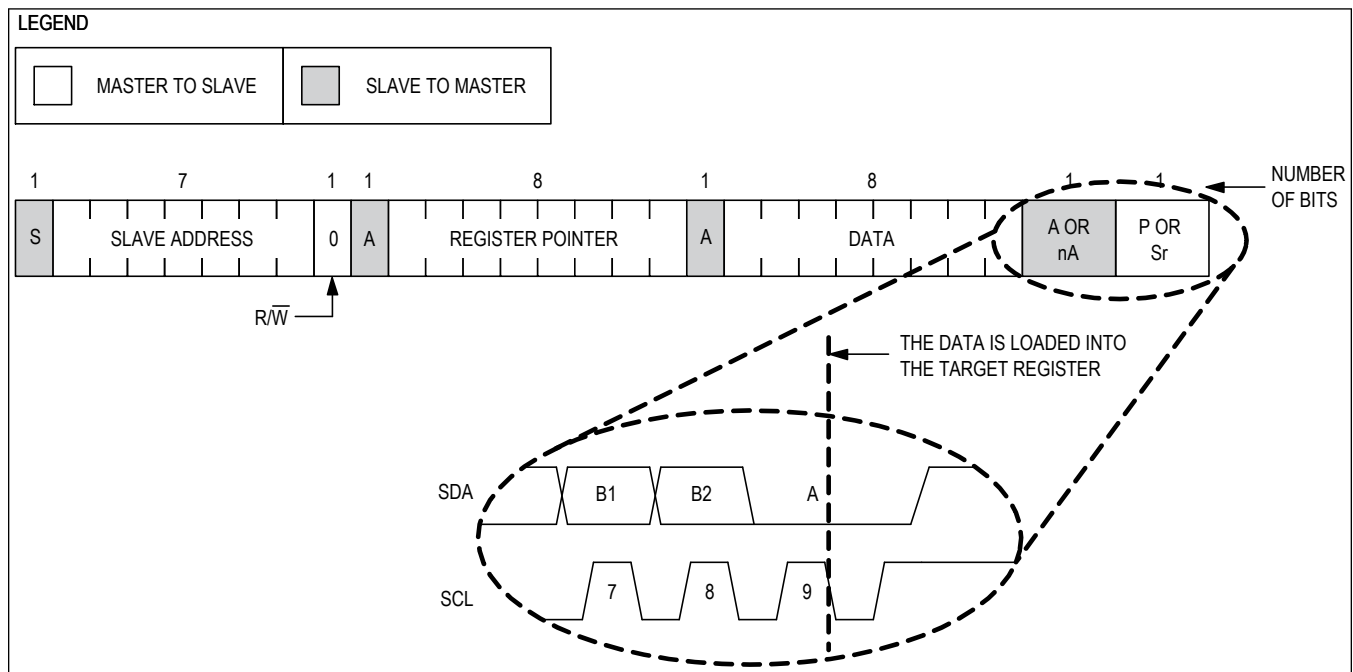 LEGEND
MASTER TO SLAVE
SLAVE TO MASTER
1 7 1 1 8 1 8 1 1
NUMBER
OF BITS
S SLAVE ADDRESS 0 A REGISTER POINTER A DATA
A OR
nA
P OR
Sr
R/W̅
THE DATA IS LOADED INTO
THE TARGET REGISTER
SDA B1 B2 A
SCL 7 8 9